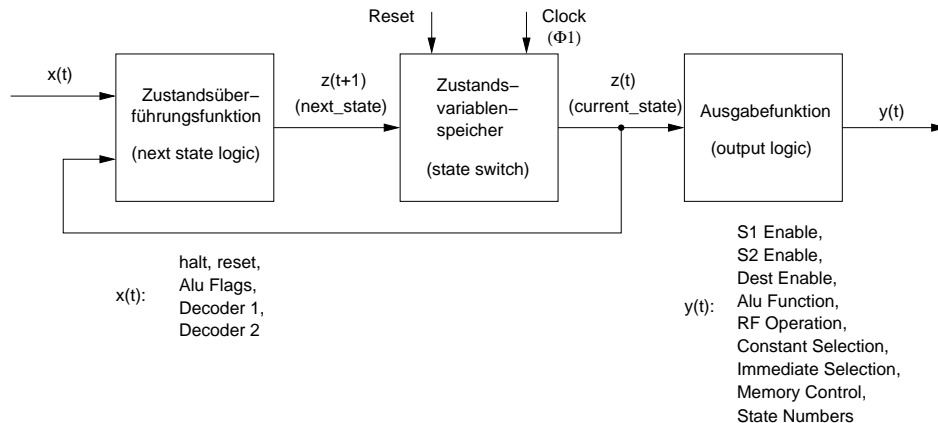 Reset
Clock
(Φ1)
x(t)
Zustandsüber–
führungsfunktion
(next state logic)
z(t+1)
(next_state)
Zustands–
variablen–
speicher
(state switch)
z(t)
(current_state)
Ausgabefunktion
(output logic)
y(t)
x(t):
halt, reset,
Alu Flags,
Decoder 1,
Decoder 2
y(t):
S1 Enable,
S2 Enable,
Dest Enable,
Alu Function,
RF Operation,
Constant Selection,
Immediate Selection,
Memory Control,
State Numbers